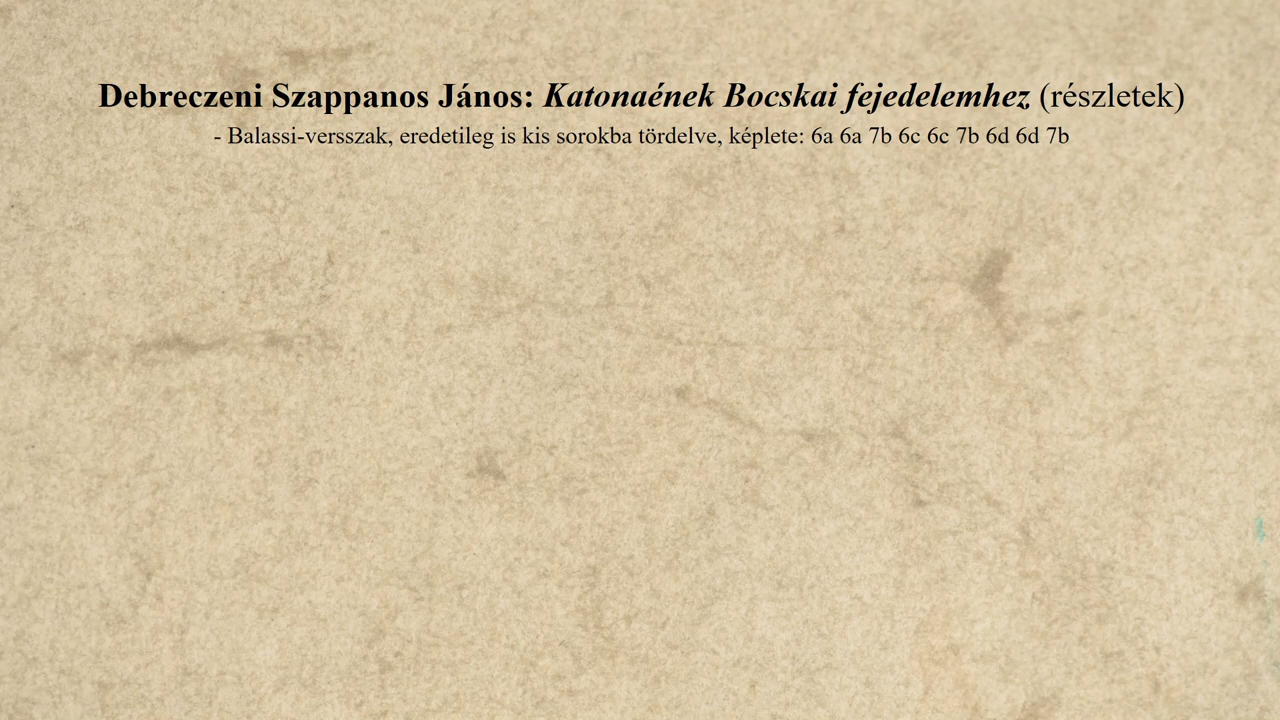 Debreczeni Szappanos János: Katonaének Bocskai fejedelemhez (részletek)
- Balassi-versszak, eredetileg is kis sorokba tördelve, képlete: 6a 6a 7b 6c 6c 7b 6d 6d 7b